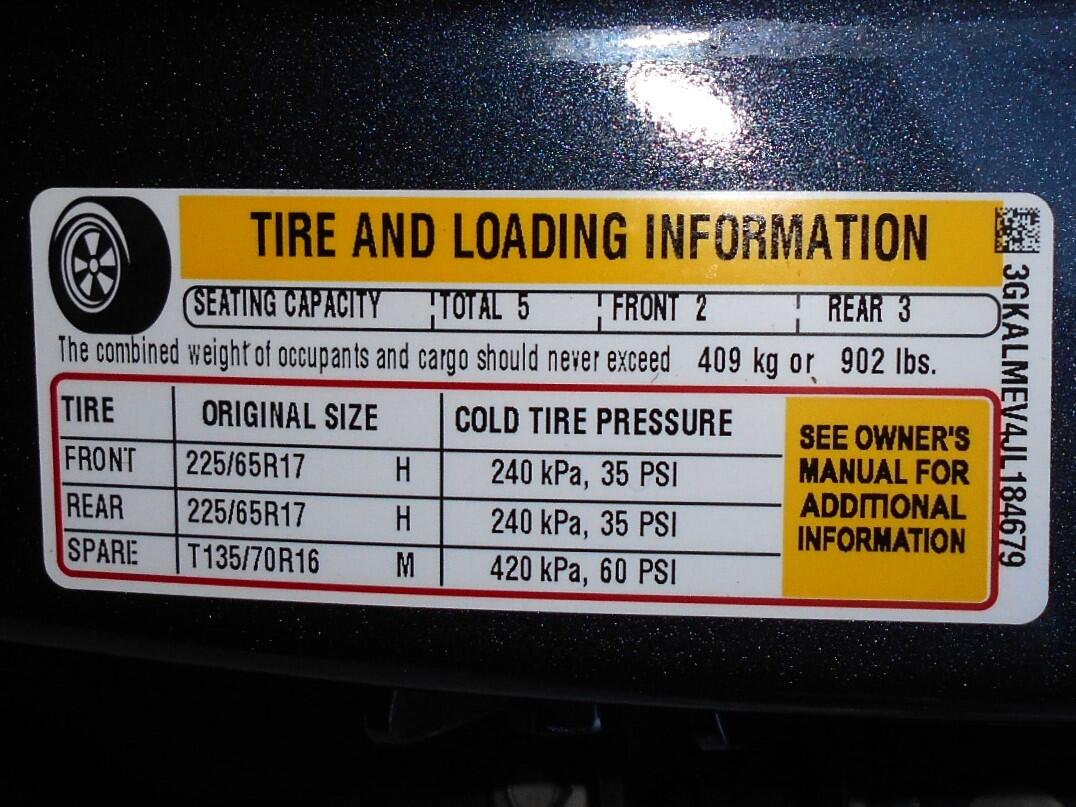 TIRE AND LOADING INFORMATION
SEATING CAPACITY TOTAL 5 FRONT 2 REAR 3
The combined weight of occupants and cargo should never exceed 409 kg or 902 lbs.
TIRE ORIGINAL SIZE COLD TIRE PRESSURE
FRONT 225/65R17 H 240 kPa, 35 PSI
REAR 225/65R17 H 240 kPa, 35 PSI
SPARE T135/70R16 M 420 kPa, 60 PSI
SEE OWNER'S
MANUAL FOR
ADDITIONAL
INFORMATION
3GKALMEV4JL184679